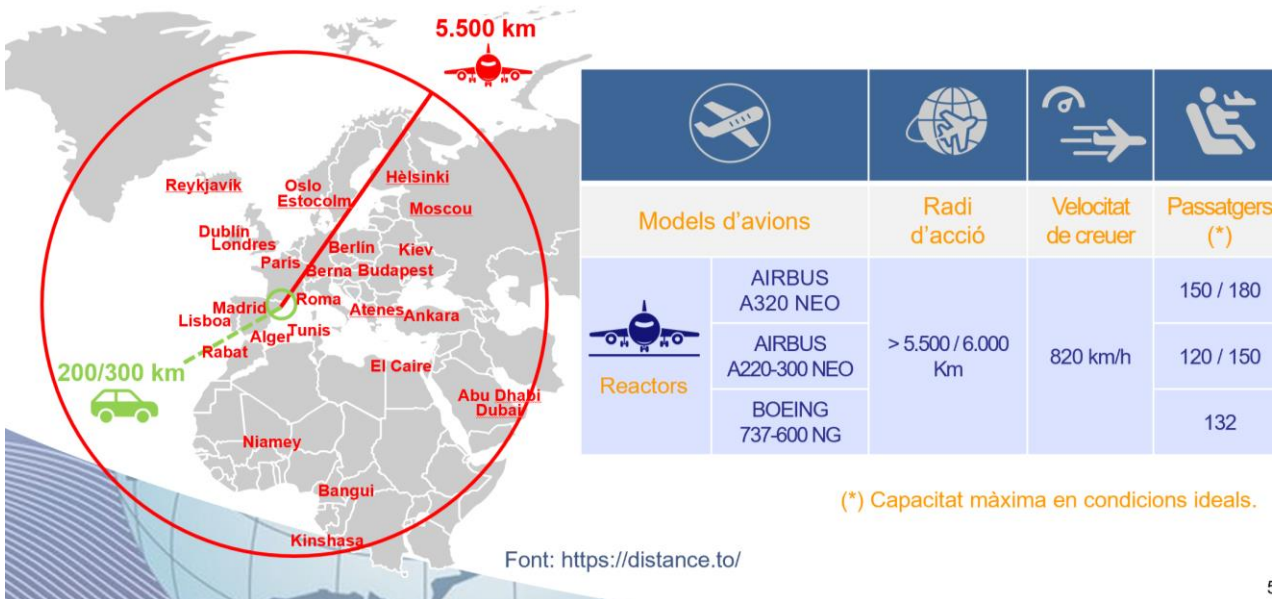 5.500 km
Reykjavík
Oslo
Estocolm
Hèlsinki
Moscou
Dublín
Londres
Berlín
Kiev
París
Berna
Budapest
Madrid
Roma
Lisboa
Atenes
Ankara
Alger
Tunis
Rabat
200/300 km
El Caire
Abu Dhabi
Dubai
Niamey
Bangui
Kinshasa
Models d’avions
Radi
d’acció
Velocitat
de creuer
Passatgers
(*)
Reactors
AIRBUS
A320 NEO
> 5.500 / 6.000
Km
820 km/h
150 / 180
AIRBUS
A220-300 NEO
120 / 150
BOEING
737-600 NG
132
(*) Capacitat màxima en condicions ideals.
Font: https://distance.to/
5